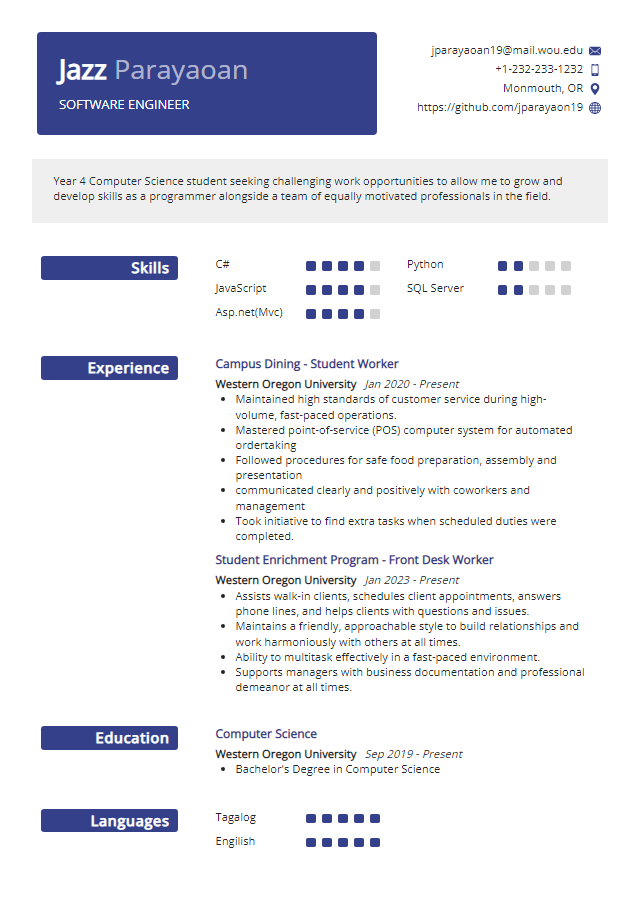 Jazz Parayaoan
SOFTWARE ENGINEER
jparayaoan19@mail.wou.edu
+1-232-233-1232
Monmouth, OR
https://github.com/jparayaon19
Year 4 Computer Science student seeking challenging work opportunities to allow me to grow and
develop skills as a programmer alongside a team of equally motivated professionals in the field.
Skills
C#
Python
JavaScript
SQL Server
Asp.net(Mvc)
Experience
Campus Dining - Student Worker
Western Oregon University Jan 2020 - Present
• Maintained high standards of customer service during high-
volume, fast-paced operations.
• Mastered point-of-service (POS) computer system for automated
ordertaking
• Followed procedures for safe food preparation, assembly and
presentation
• communicated clearly and positively with coworkers and
management
• Took initiative to find extra tasks when scheduled duties were
completed.
Student Enrichment Program - Front Desk Worker
Western Oregon University Jan 2023 - Present
• Assists walk-in clients, schedules client appointments, answers
phone lines, and helps clients with questions and issues.
• Maintains a friendly, approachable style to build relationships and
work harmoniously with others at all times.
• Ability to multitask effectively in a fast-paced environment.
• Supports managers with business documentation and professional
demeanor at all times.
Education
Computer Science
Western Oregon University Sep 2019 - Present
• Bachelor's Degree in Computer Science
Languages
Tagalog
Engilish